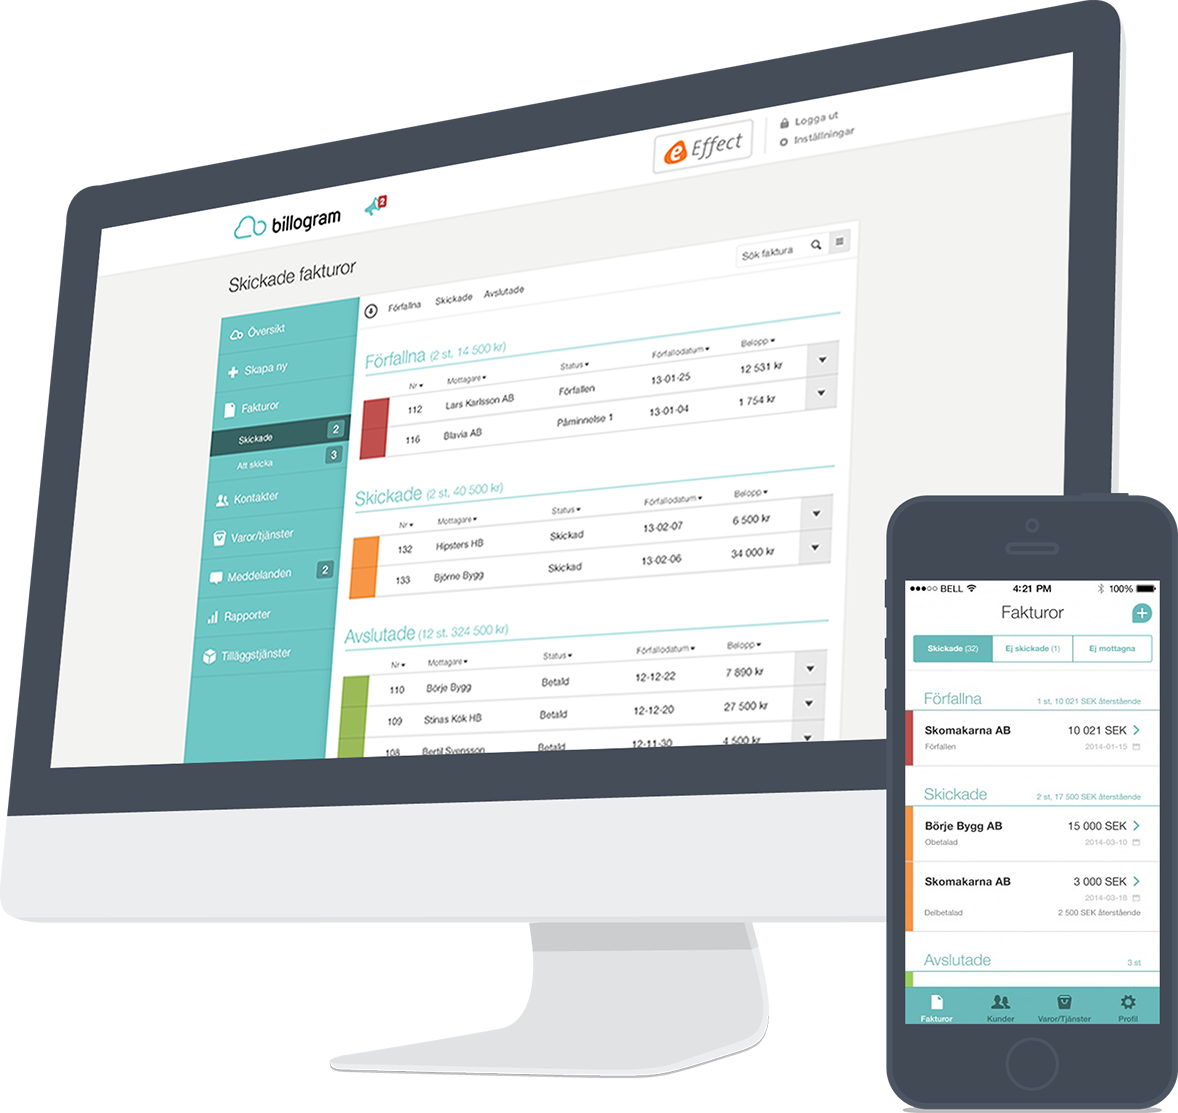 e Effect
Logga ut
Inställningar
billogram
2
Skickade fakturor
Sök faktura
Översikt
Skapa ny
Fakturor
Skickade 2
Att skicka 3
Kontakter
Varor/tjänster
Meddelanden 2
Rapporter
Tilläggstjänster
Förfallna Skickade Avslutade
Förfallna (2 st, 14 500 kr)
Nr Mottagare Status Förfallodatum Belopp
112 Lars Karlsson AB Förfallen 13-01-25 12 531 kr
116 Blavia AB Påminnelse 1 13-01-04 1 754 kr
Skickade (2 st, 40 500 kr)
Nr Mottagare Status Förfallodatum Belopp
132 Hipsters HB Skickad 13-02-07 6 500 kr
133 Björne Bygg Skickad 13-02-06 34 000 kr
Avslutade (12 st, 324 500 kr)
Nr Mottagare Status Förfallodatum Belopp
110 Börje Bygg Betald 12-12-22 7 890 kr
109 Stinas Kök HB Betald 12-12-20 27 500 kr
108 Bertil Svensson Betald 12-11-30 4 500 kr
BELL 4:21 PM 100%
Fakturor
+
Skickade (32) Ej skickade (1) Ej mottagna
Förfallna 1 st, 10 021 SEK återstående
Skomakarna AB 10 021 SEK
Förfallen 2014-01-15
Skickade 2 st, 17 500 SEK återstående
Börje Bygg AB 15 000 SEK
Obetalad 2014-03-10
Skomakarna AB 3 000 SEK
2014-03-18
Delbetalad 2 500 SEK återstående
Avslutade 3 st
Fakturor Kunder Varor/Tjänster Profil